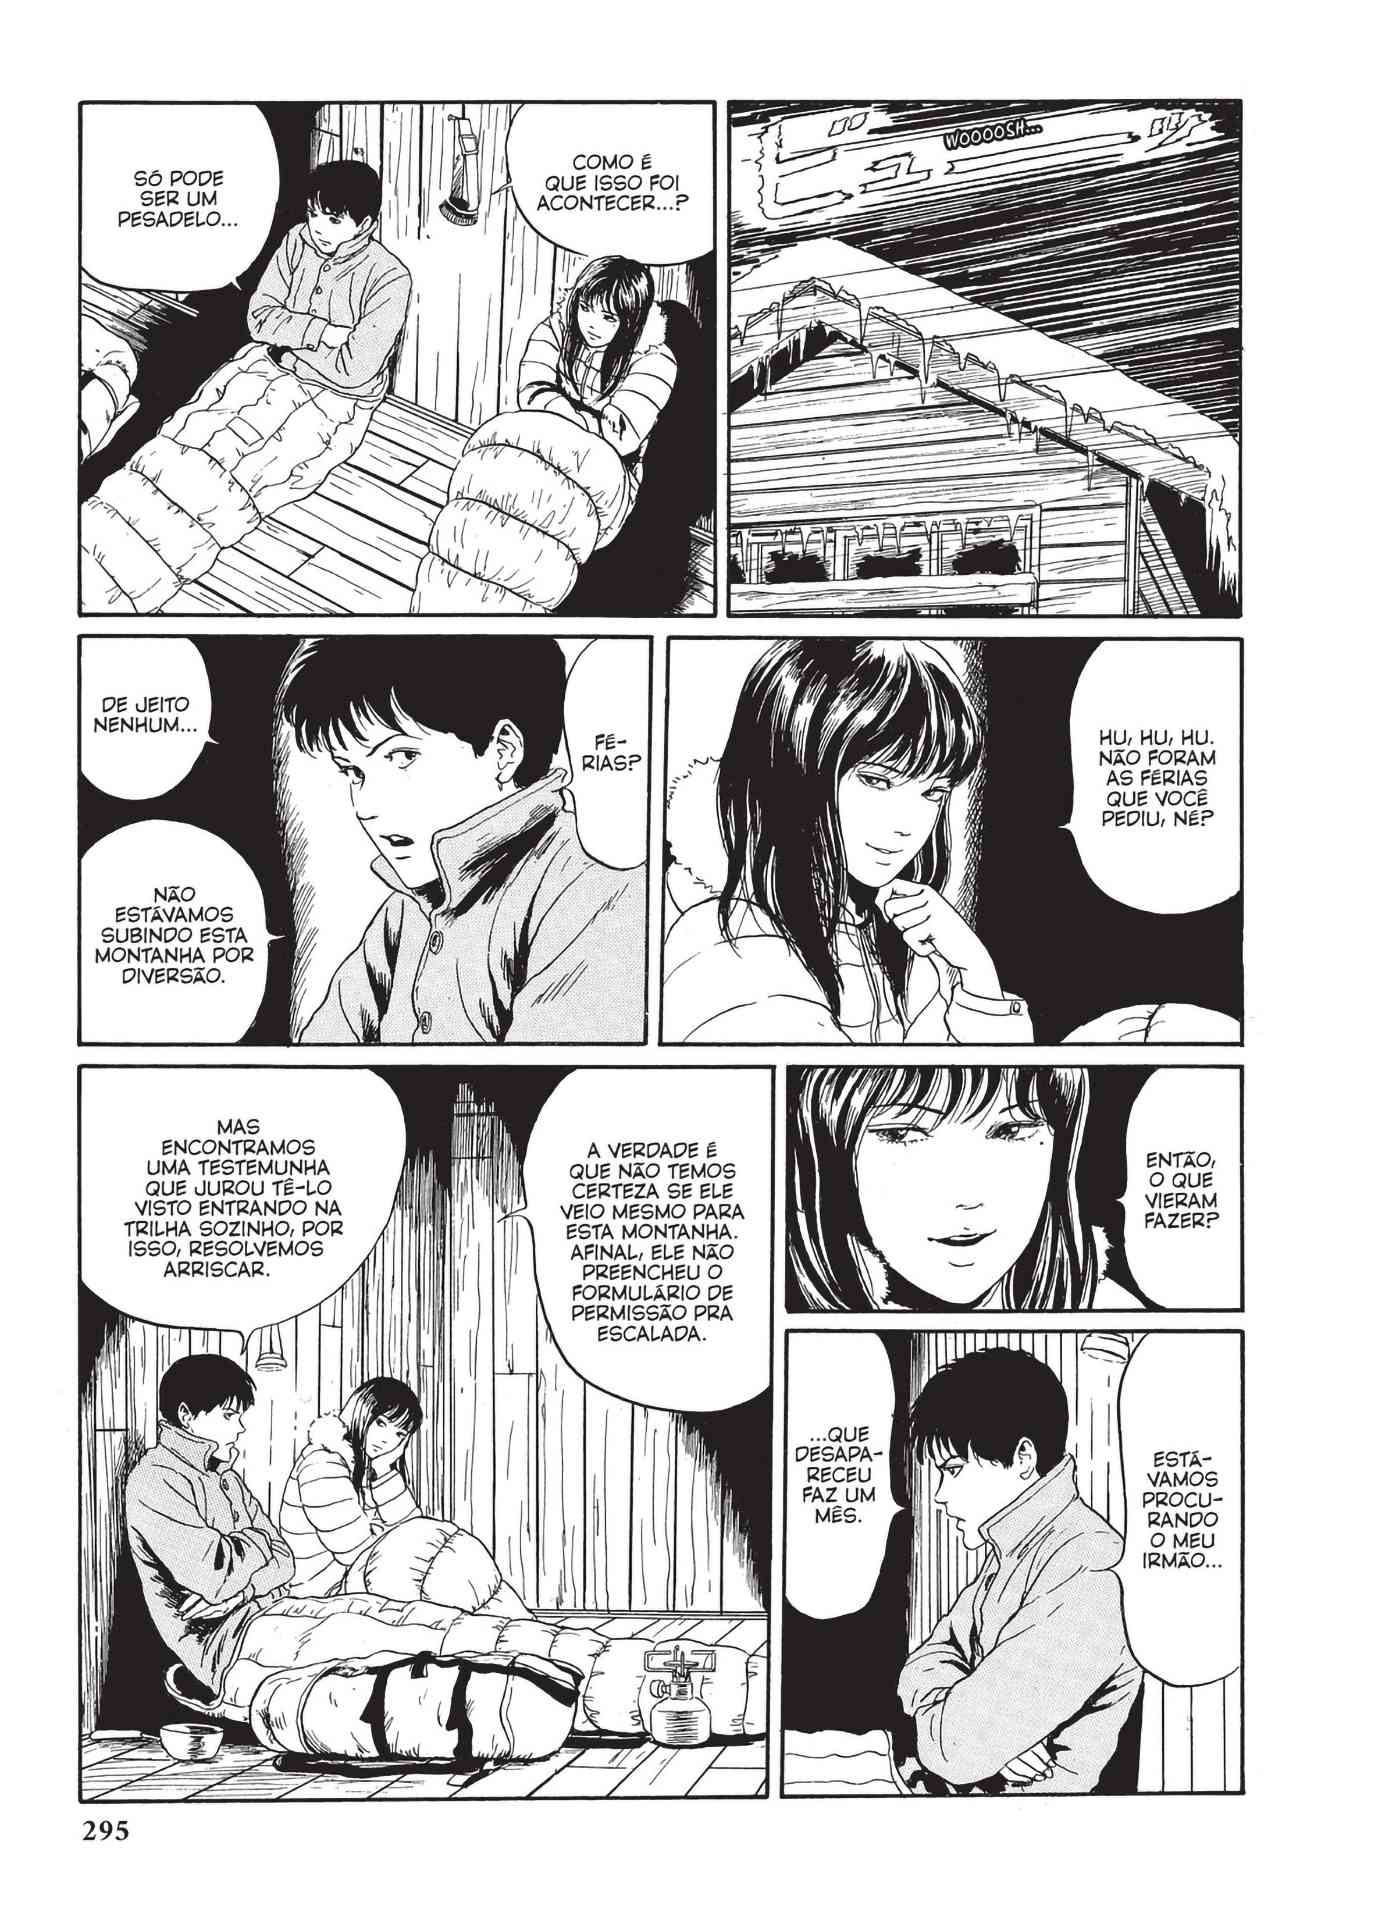 WOOOOSH...
COMO É
QUE ISSO FOI
ACONTECER...?
SÓ PODE
SER UM
PESADELO...
HU, HU, HU.
NÃO FORAM
AS FÉRIAS
QUE VOCÊ
PEDIU, NÉ?
FÉ-
RIAS?
DE JEITO
NENHUM...
NÃO
ESTÁVAMOS
SUBINDO ESTA
MONTANHA POR
DIVERSÃO.
ENTÃO,
O QUE
VIERAM
FAZER?
ESTÁ-
VAMOS
PROCU-
RANDO
O MEU
IRMÃO...
...QUE
DESAPA-
RECEU
FAZ UM
MÊS.
A VERDADE É
QUE NÃO TEMOS
CERTEZA SE ELE
VEIO MESMO PARA
ESTA MONTANHA.
AFINAL, ELE NÃO
PREENCHEU O
FORMULÁRIO DE
PERMISSÃO PRA
ESCALADA.
MAS
ENCONTRAMOS
UMA TESTEMUNHA
QUE JUROU TÊ-LO
VISTO ENTRANDO NA
TRILHA SOZINHO, POR
ISSO, RESOLVEMOS
ARRISCAR.
295